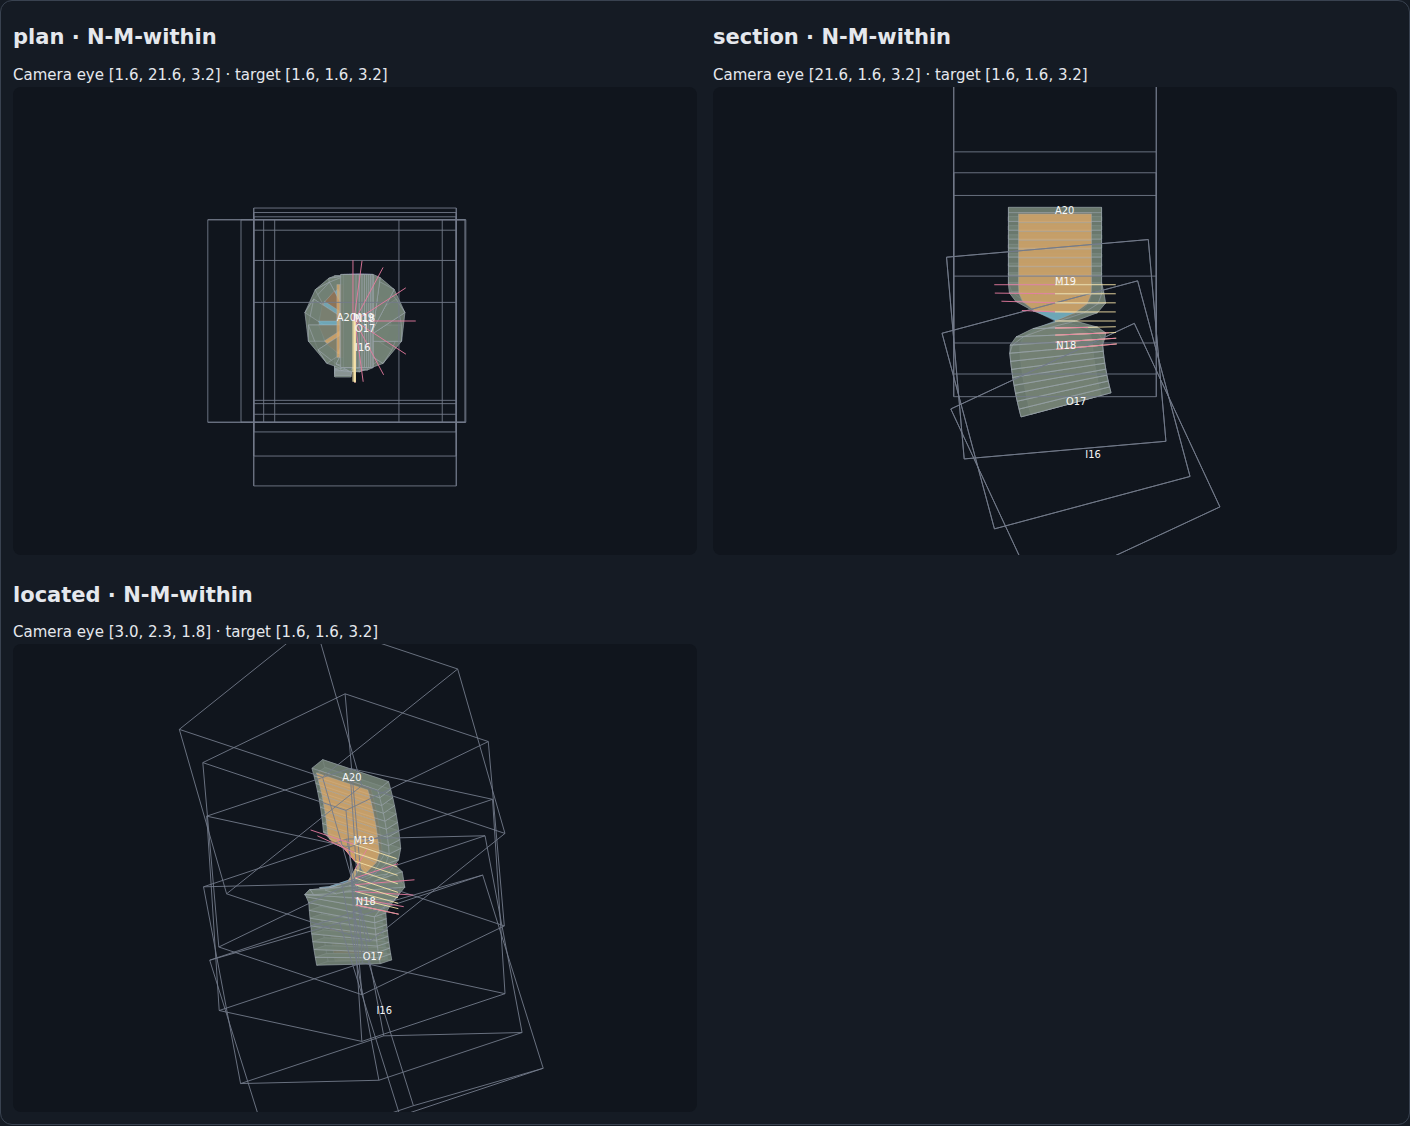 plan · N-M-within
Camera eye [1.6, 21.6, 3.2] · target [1.6, 1.6, 3.2]
A20
O17
I16
section · N-M-within
Camera eye [21.6, 1.6, 3.2] · target [1.6, 1.6, 3.2]
A20
M19
N18
O17
I16
located · N-M-within
Camera eye [3.0, 2.3, 1.8] · target [1.6, 1.6, 3.2]
A20
M19
N18
O17
I16